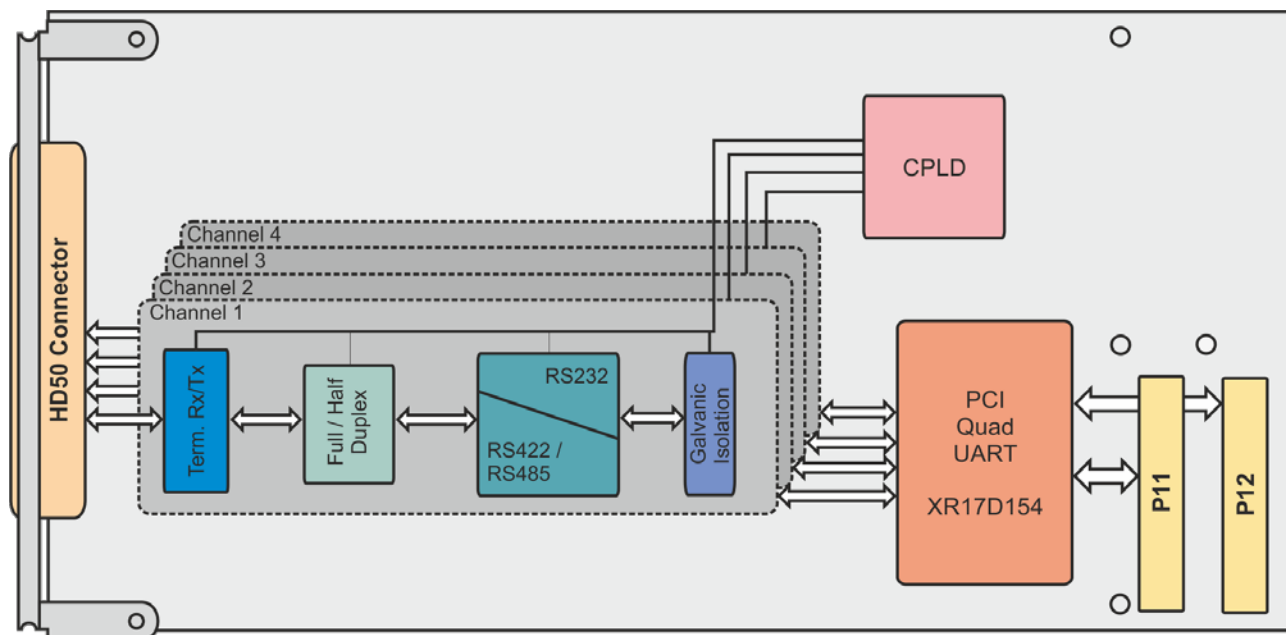 HD50 Connector
Channel 4
Channel 3
Channel 2
Channel 1
Term. Rx/Tx
Full / Half
Duplex
RS232
RS422 /
RS485
Galvanic
Isolation
CPLD
PCI
Quad
UART
XR17D154
P11
P12